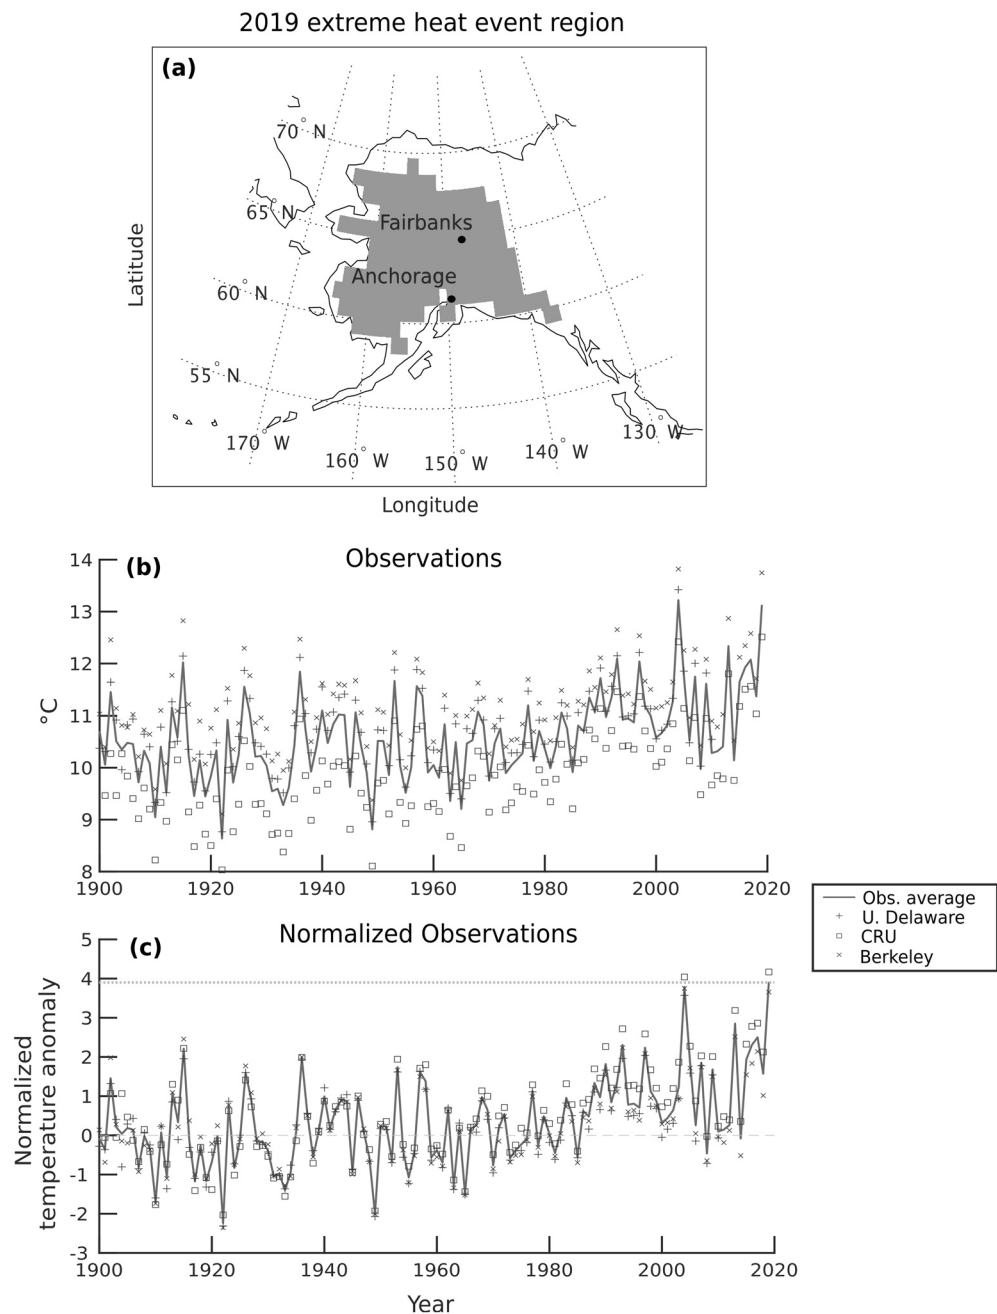 2019 extreme heat event region
(a)
70° N
65° N
Fairbanks
Anchorage
60° N
55° N
170° W
160° W
150° W
140° W
130° W
Latitude
Longitude
Observations
(b)
14
13
12
11
10
9
8
°C
1900 1920 1940 1960 1980 2000 2020
Obs. average
U. Delaware
CRU
Berkeley
Normalized Observations
(c)
5
4
3
2
1
0
-1
-2
-3
Normalized
temperature anomaly
1900 1920 1940 1960 1980 2000 2020
Year